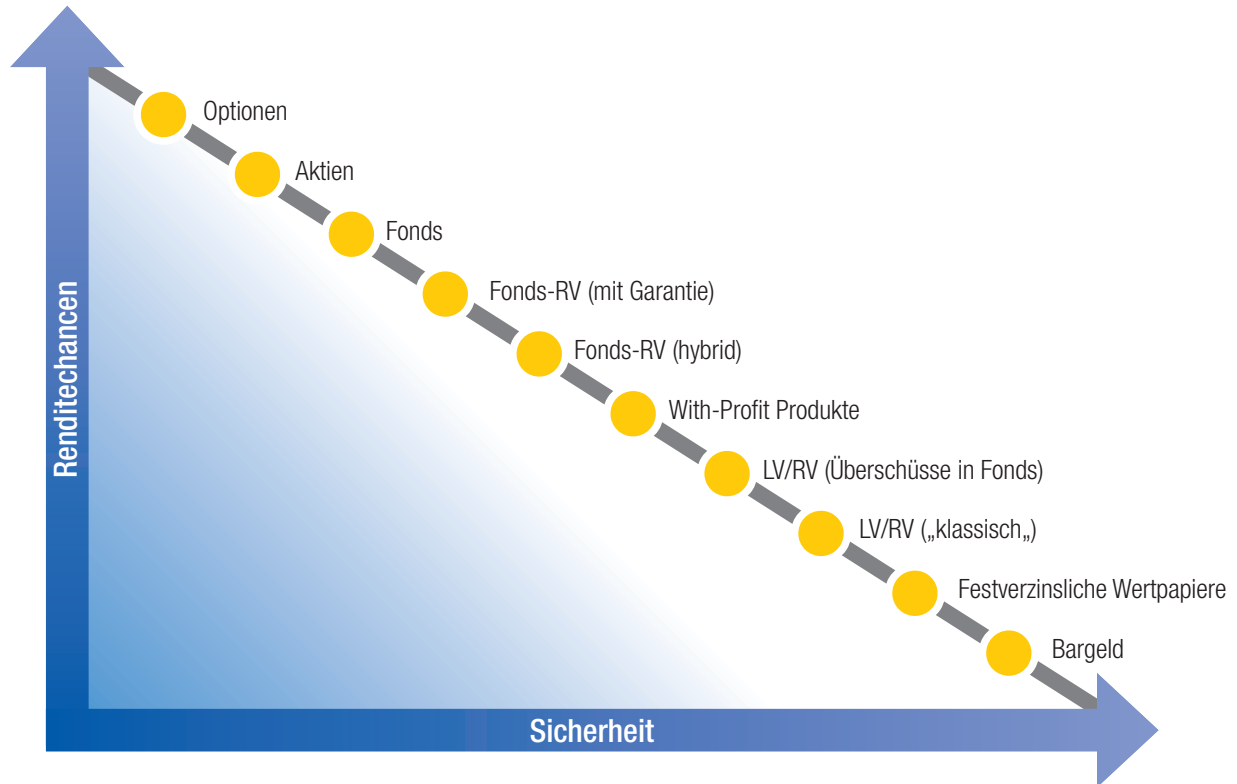 Optionen
Aktien
Fonds
Fonds-RV (mit Garantie)
Fonds-RV (hybrid)
With-Profit Produkte
LV/RV (Überschüsse in Fonds)
LV/RV („klassisch„)
Festverzinsliche Wertpapiere
Bargeld
Renditechancen
Sicherheit